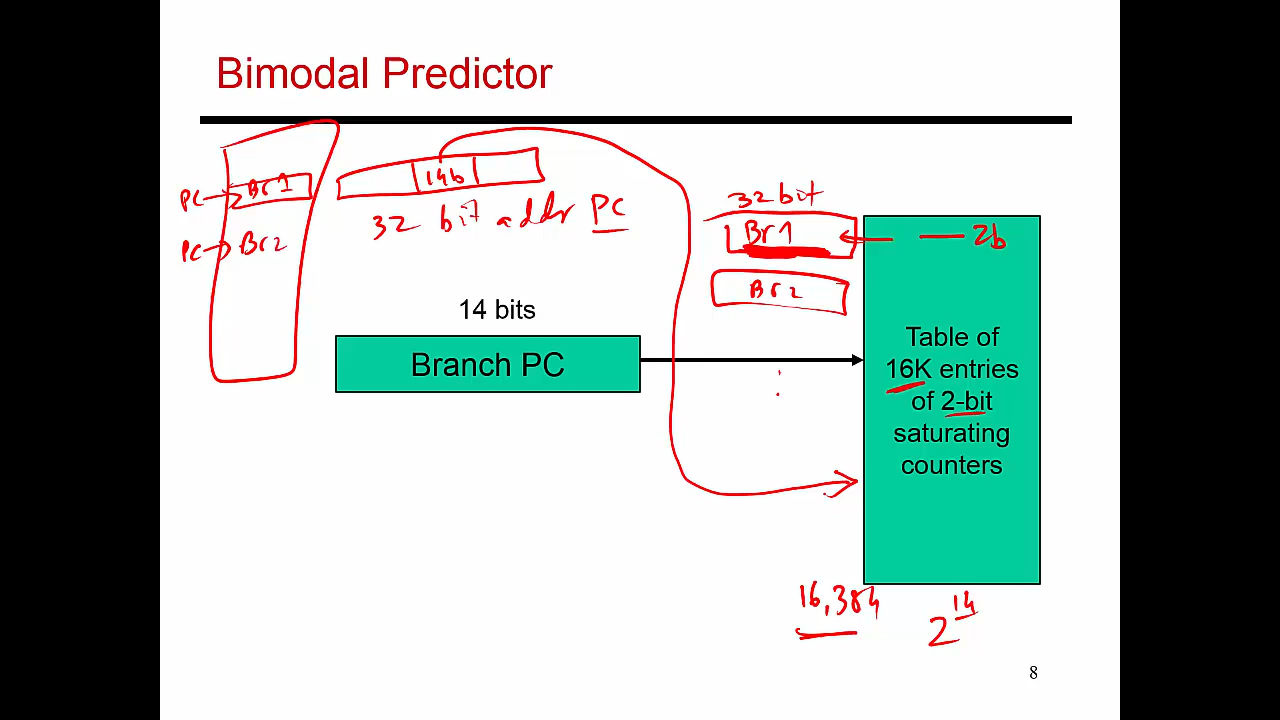 Bimodal Predictor
PC
Br1
PC
Br2
14b
32 bit addr PC
32 bit
Br1
2b
Br2
14 bits
Branch PC
Table of
16K entries
of 2-bit
saturating
counters
16,384
2^14
8